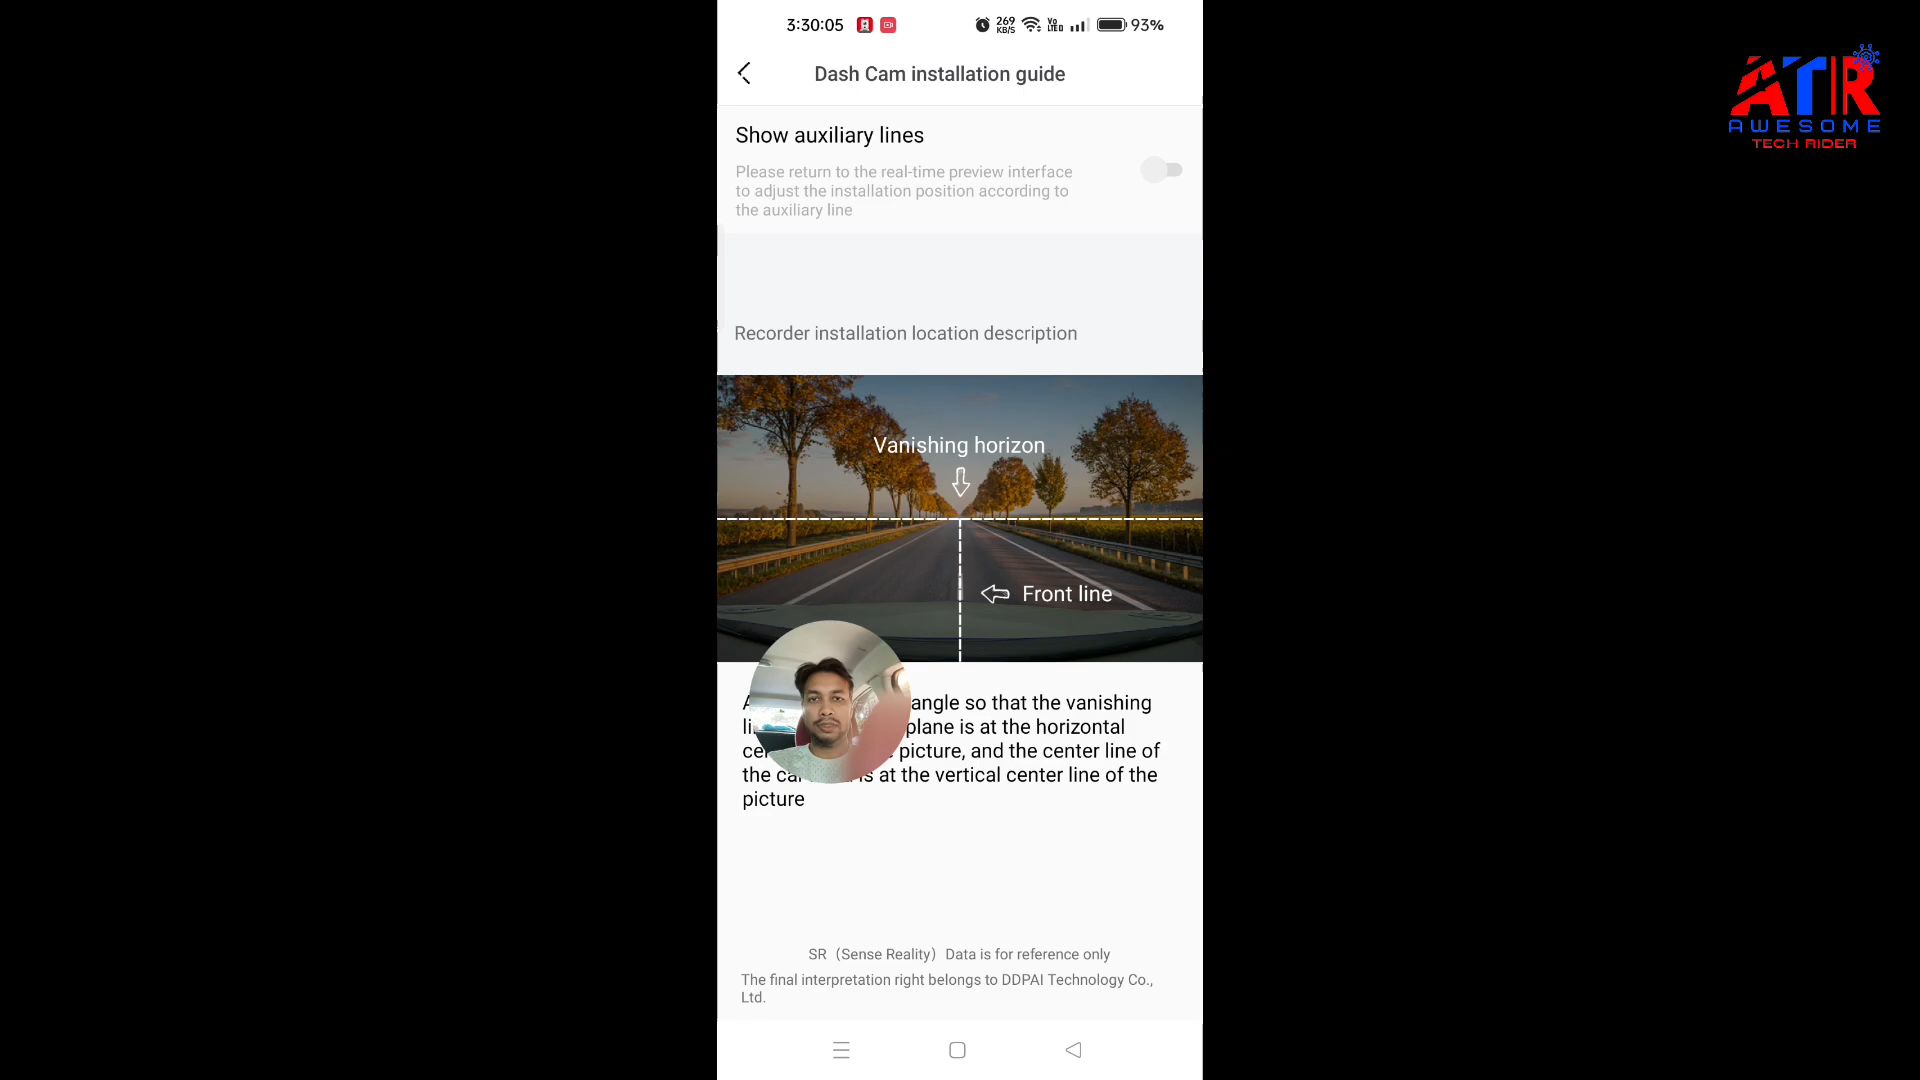 3:30:05
269 KB/S
Vo LTE
93%
ATR
AWESOME
TECH RIDER
Dash Cam installation guide
Show auxiliary lines
Please return to the real-time preview interface
to adjust the installation position according to
the auxiliary line
Recorder installation location description
Vanishing horizon
Front line
angle so that the vanishing
plane is at the horizontal
picture, and the center line of
the is at the vertical center line of the
picture
SR（Sense Reality）Data is for reference only
The final interpretation right belongs to DDPAI Technology Co.,
Ltd.